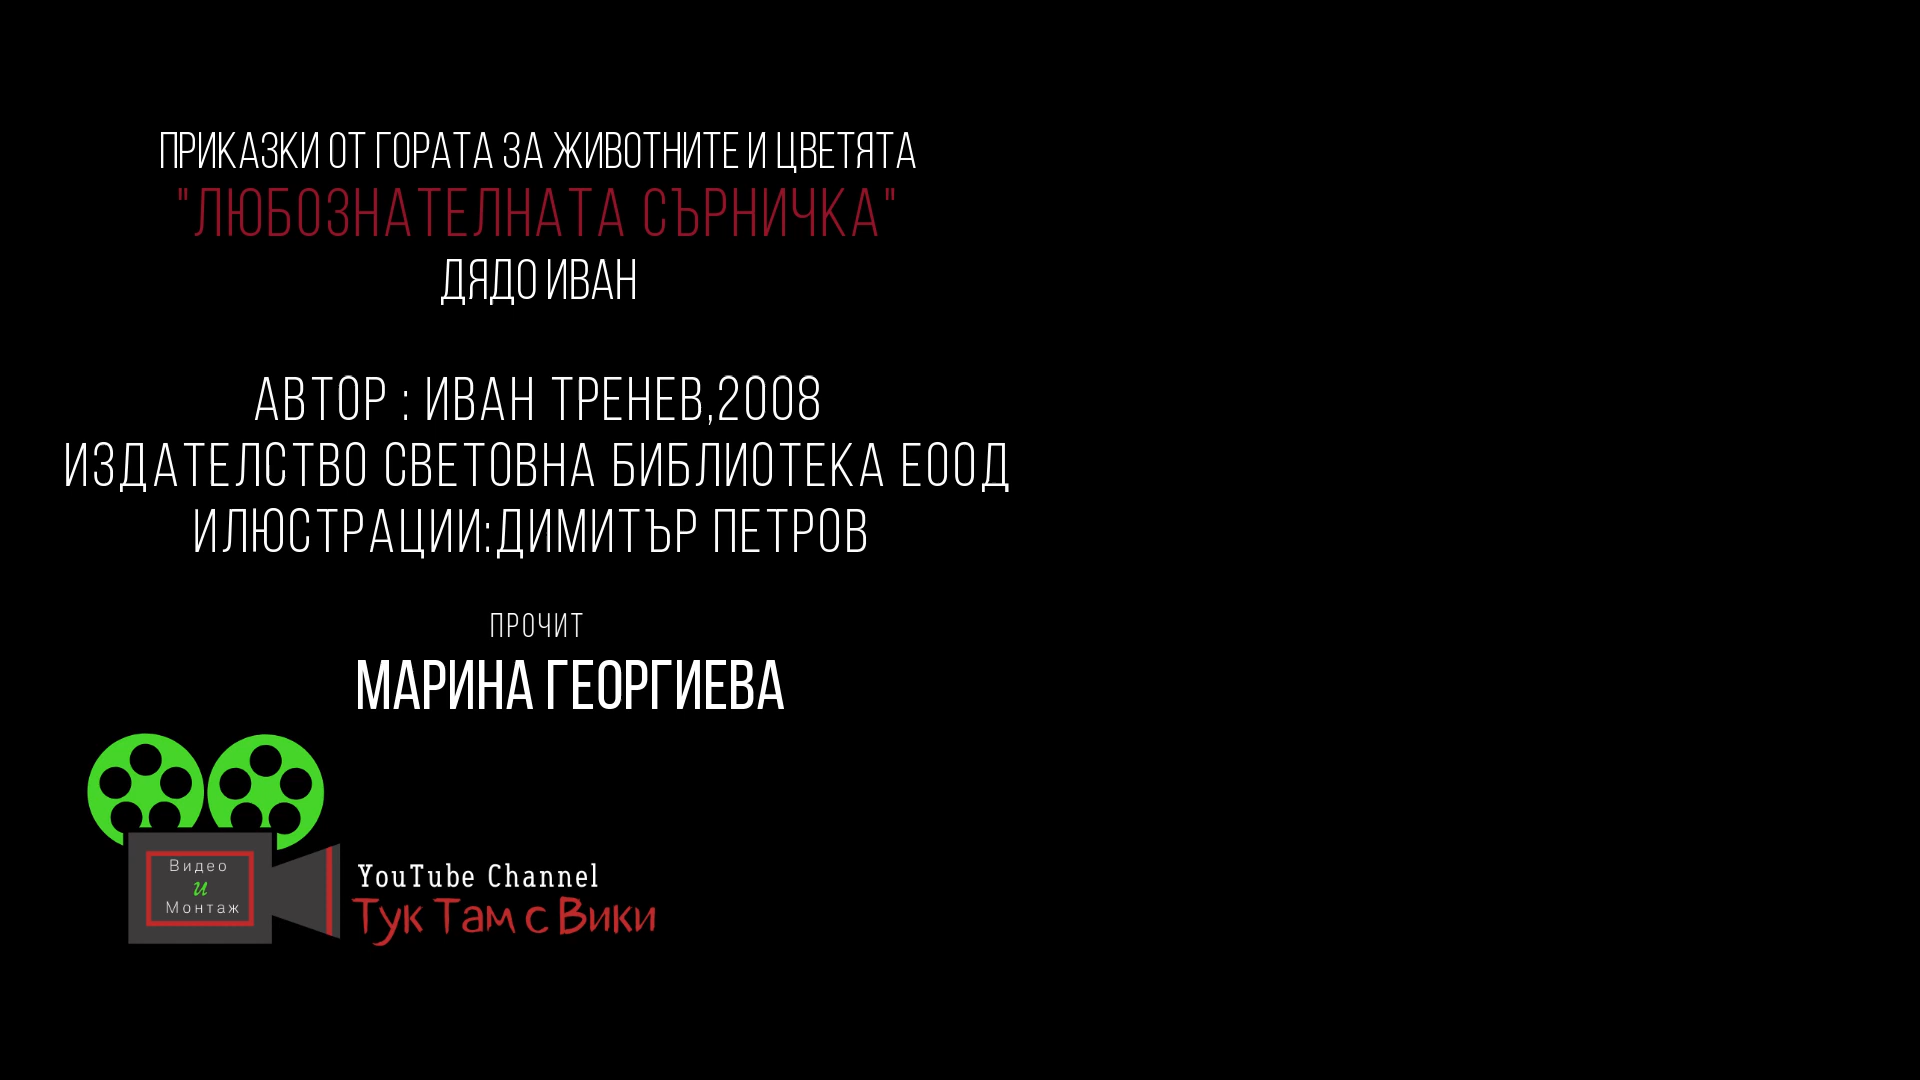 ПРИКАЗКИ ОТ ГОРАТА ЗА ЖИВОТНИТЕ И ЦВЕТЯТА
"ЛЮБОЗНАТЕЛНАТА СЪРНИЧКА"
ДЯДО ИВАН
АВТОР : ИВАН ТРЕНЕВ,2008
ИЗДАТЕЛСТВО СВЕТОВНА БИБЛИОТЕКА ЕООД
ИЛЮСТРАЦИИ:ДИМИТЪР ПЕТРОВ
ПРОЧИТ
МАРИНА ГЕОРГИЕВА
Видео
и
Монтаж
YouTube Channel
Тук Там с Вики